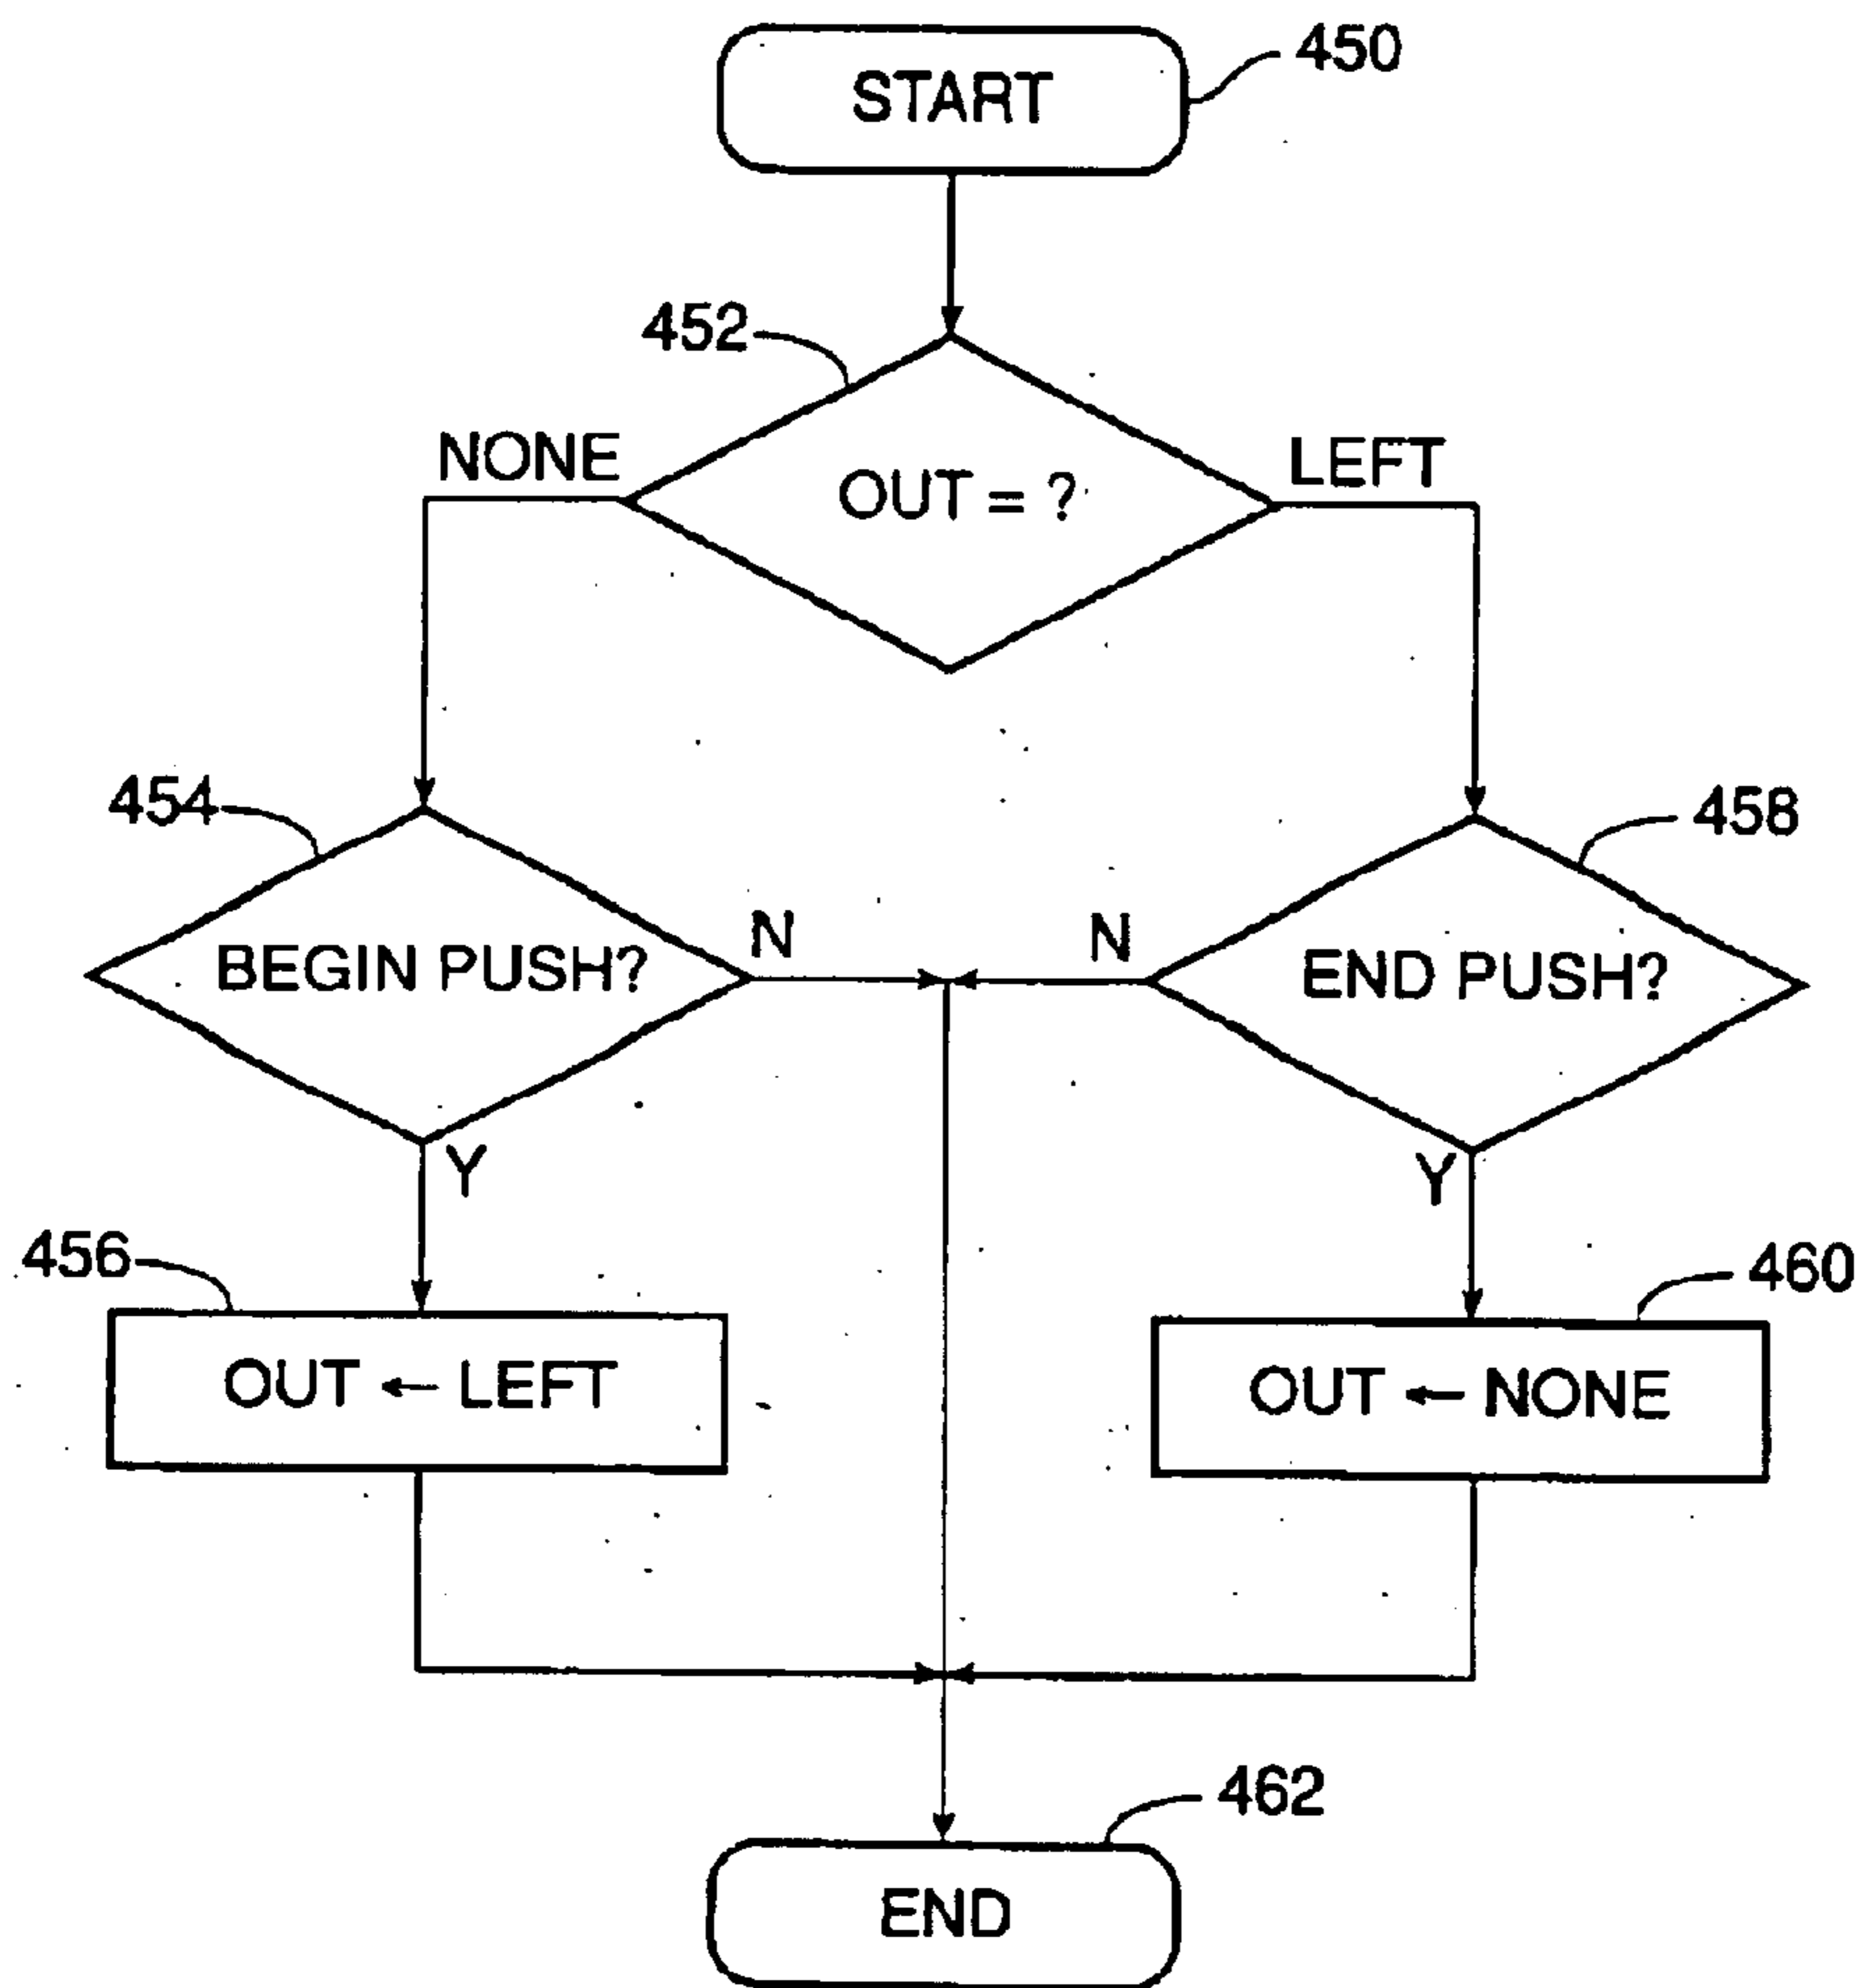 START
450
452
NONE
LEFT
OUT = ?
454
458
BEGIN PUSH?
N
N
END PUSH?
Y
Y
456
460
OUT ← LEFT
OUT ← NONE
462
END